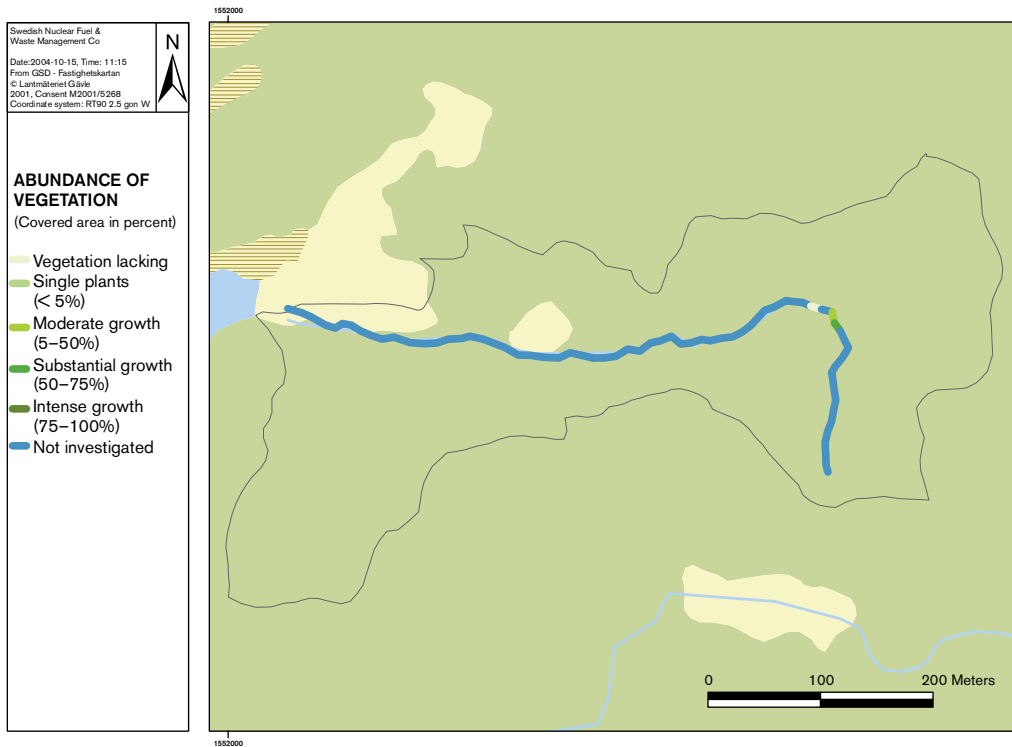 1552000
Swedish Nuclear Fuel &
Waste Management Co
Date:2004-10-15, Time: 11:15
From GSD - Fastighetskartan
© Lantmäteriet Gävle
2001, Consent M2001/5268
Coordinate system: RT90 2.5 gon W
N
ABUNDANCE OF
VEGETATION
(Covered area in percent)
Vegetation lacking
Single plants
(< 5%)
Moderate growth
(5–50%)
Substantial growth
(50–75%)
Intense growth
(75–100%)
Not investigated
0 100 200 Meters
1552000